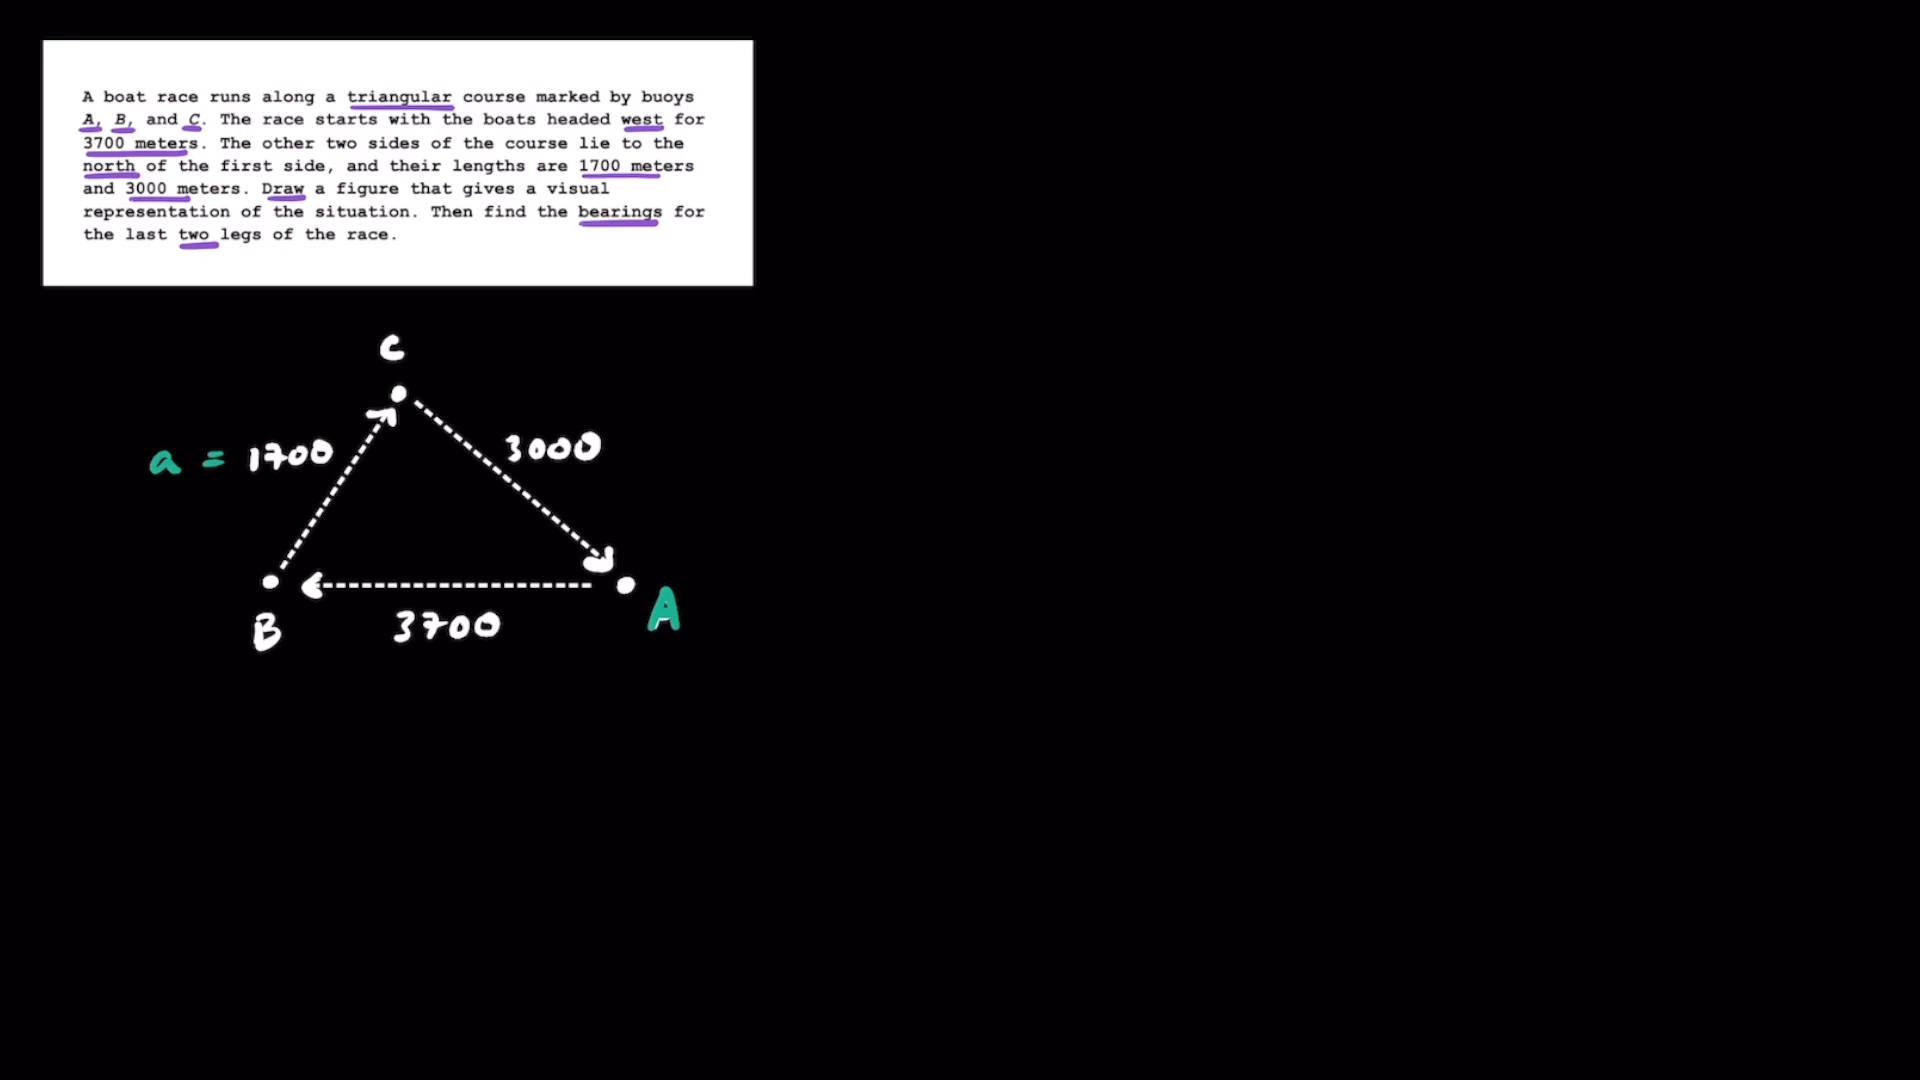 A boat race runs along a triangular course marked by buoys
A, B, and C. The race starts with the boats headed west for
3700 meters. The other two sides of the course lie to the
north of the first side, and their lengths are 1700 meters
and 3000 meters. Draw a figure that gives a visual
representation of the situation. Then find the bearings for
the last two legs of the race.
C
a = 1700
3000
B
3700
A